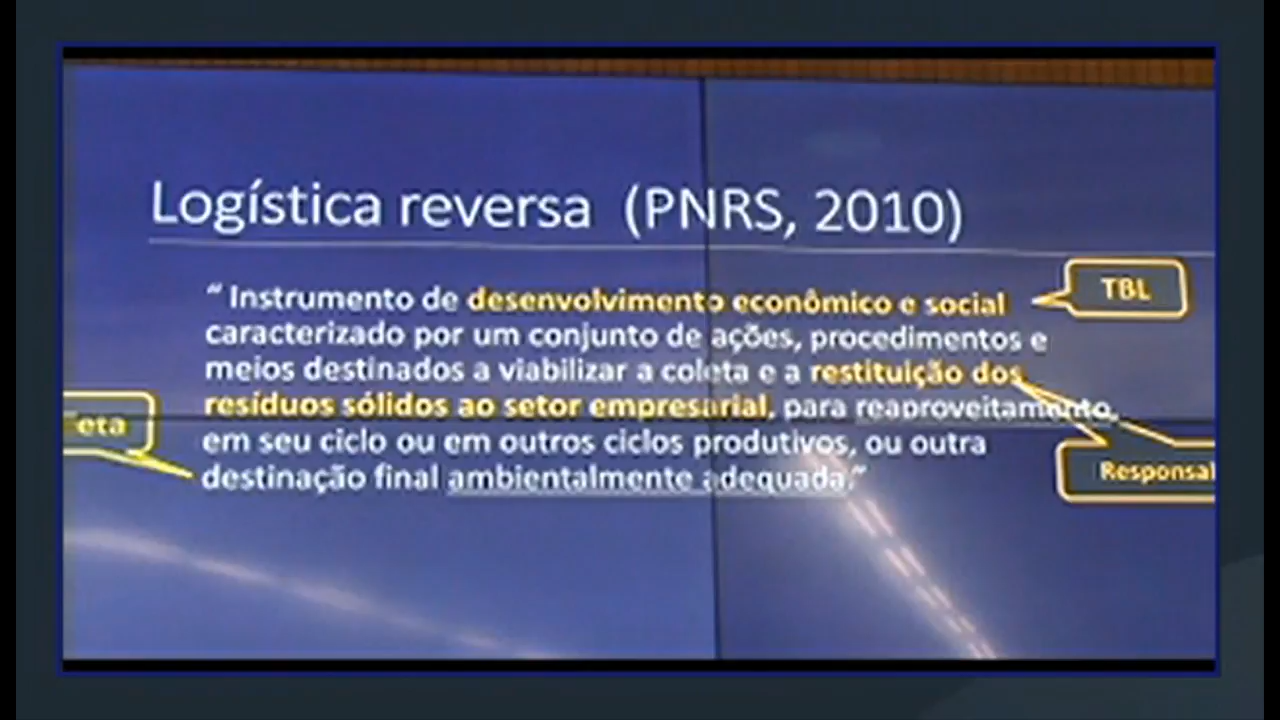 Logística reversa (PNRS, 2010)
TBL
“ Instrumento de desenvolvimento econômico e social
caracterizado por um conjunto de ações, procedimentos e
meios destinados a viabilizar a coleta e a restituição dos
resíduos sólidos ao setor empresarial, para reaproveitamento,
em seu ciclo ou em outros ciclos produtivos, ou outra
destinação final ambientalmente adequada.”